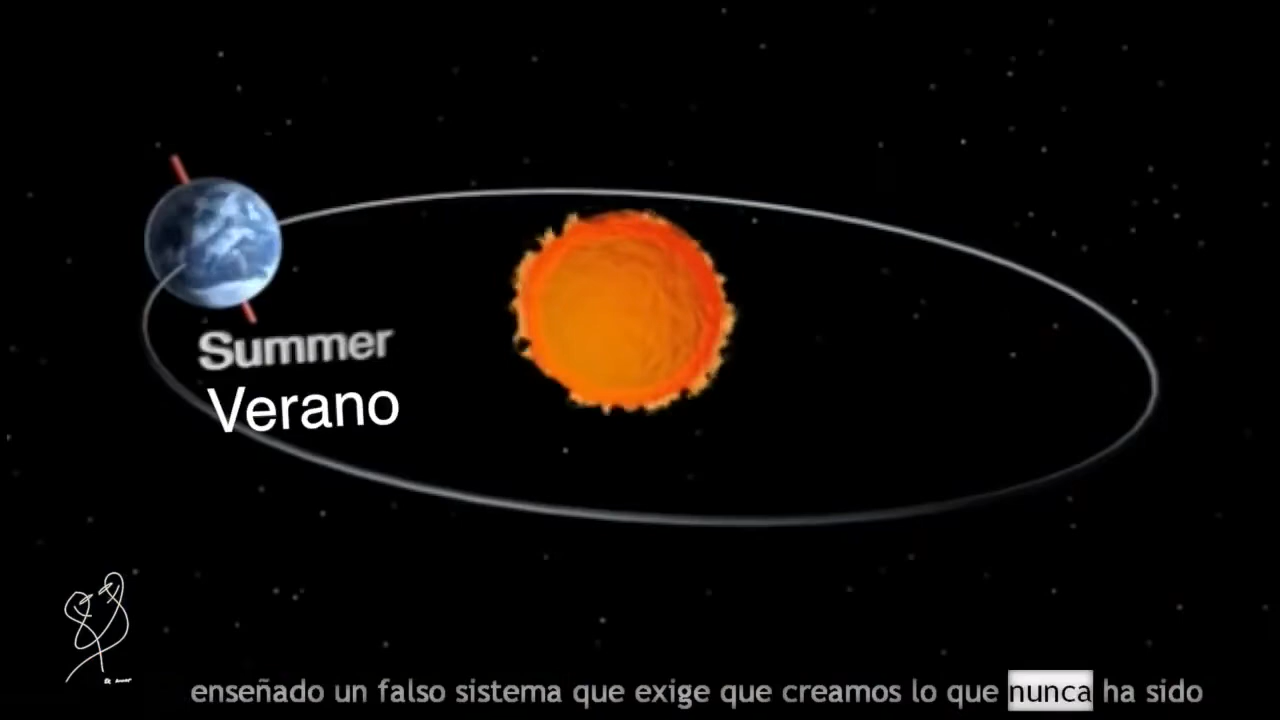 Summer
Verano
enseñado un falso sistema que exige que creamos lo que nunca ha sido